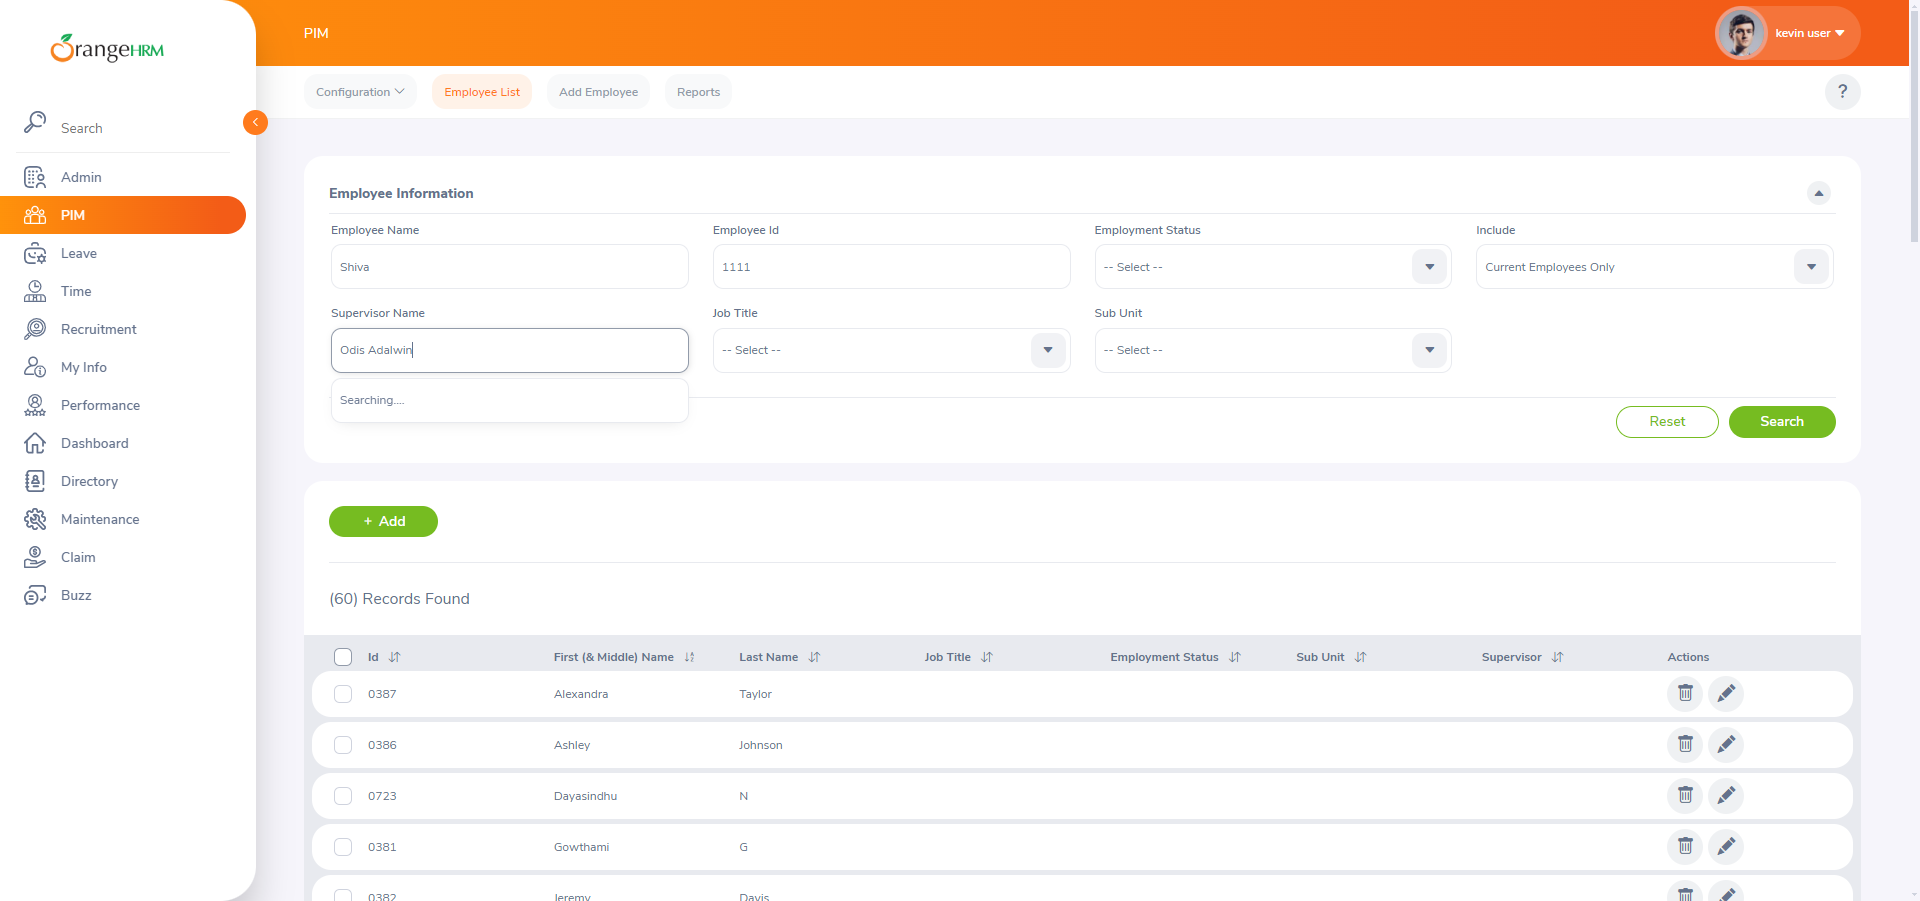 OrangeHRM
Search
Admin
PIM
Leave
Time
Recruitment
My Info
Performance
Dashboard
Directory
Maintenance
Claim
Buzz
PIM
kevin user
Configuration
Employee List
Add Employee
Reports
?
Employee Information
Employee Name
Employee Id
Employment Status
Include
Shiva
1111
-- Select --
Current Employees Only
Supervisor Name
Job Title
Sub Unit
Odis Adalwin
-- Select --
-- Select --
Searching....
Reset
Search
+ Add
(60) Records Found
Id First (& Middle) Name Last Name Job Title Employment Status Sub Unit Supervisor Actions
0387 Alexandra Taylor
0386 Ashley Johnson
0723 Dayasindhu N
0381 Gowthami G
0382 Jeremy Davis